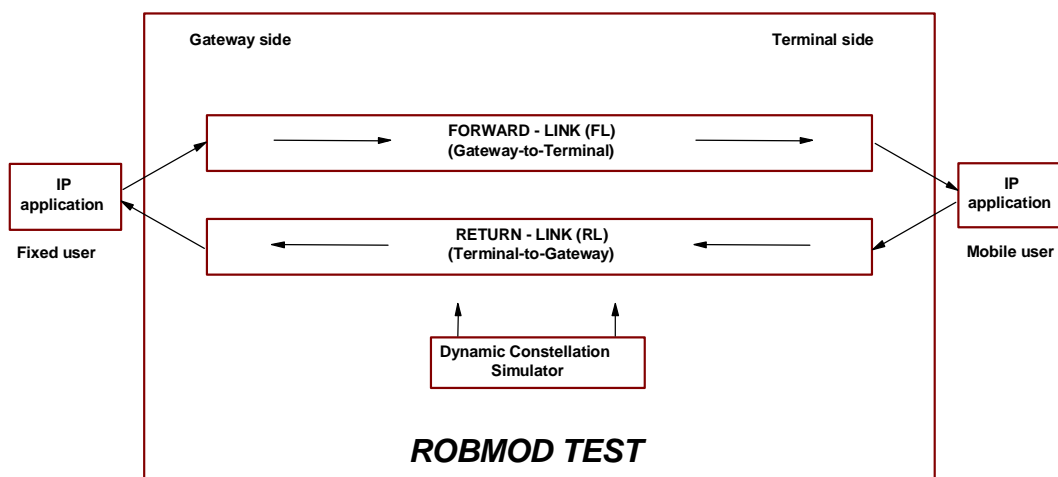 Gateway side
Terminal side
FORWARD - LINK (FL)
(Gateway-to-Terminal)
IP
application
Fixed user
IP
application
Mobile user
RETURN - LINK (RL)
(Terminal-to-Gateway)
Dynamic Constellation
Simulator
ROBMOD TEST